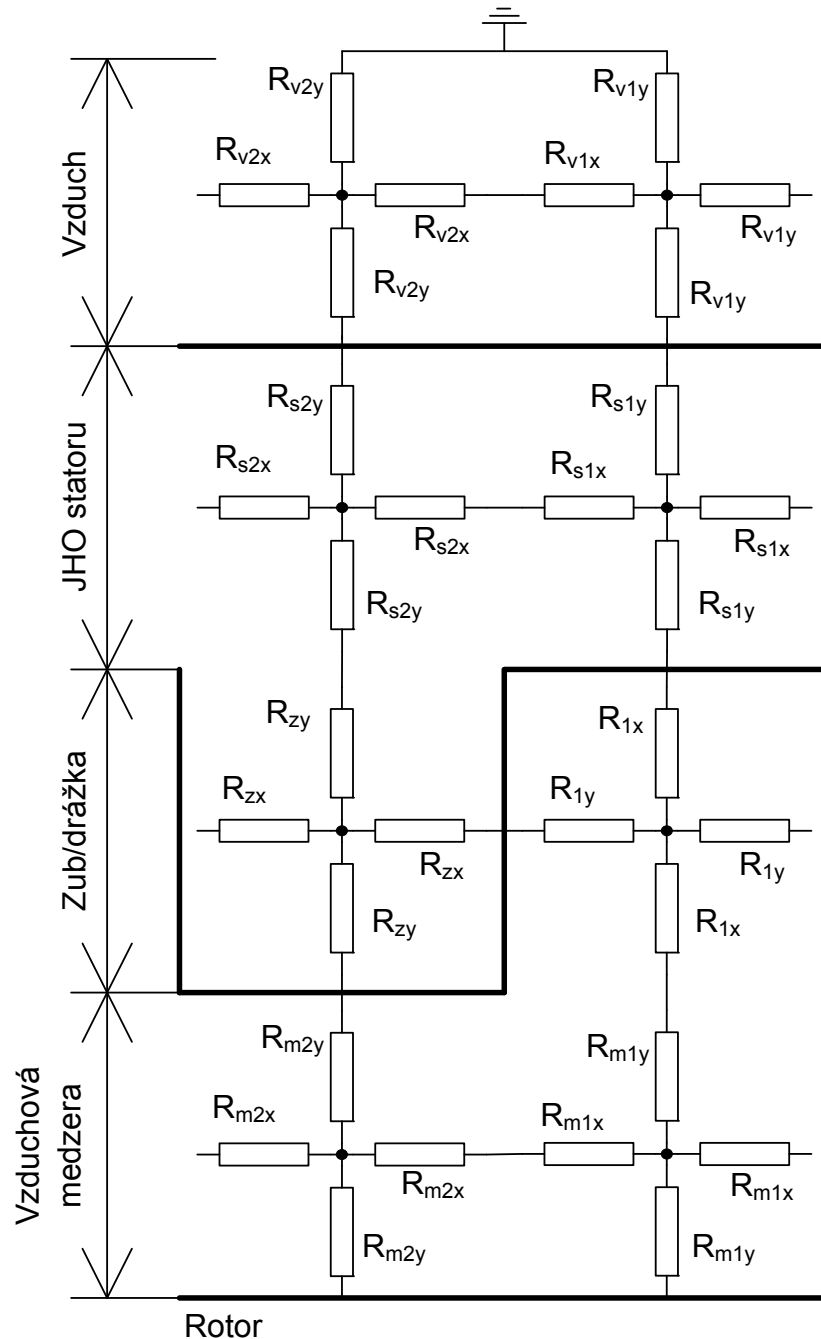 R_v2y R_v1y
R_v2x R_v1x
R_v2x R_v1y
R_v2y R_v1y
Vzduch
R_s2y R_s1y
R_s2x R_s1x
R_s2x R_s1x
R_s2y R_s1y
JHO statoru
R_zy R_1x
R_zx R_1y
R_zx R_1y
R_zy R_1x
Zub/drážka
R_m2y R_m1y
R_m2x R_m1x
R_m2x R_m1x
R_m2y R_m1y
Vzduchová
medzera
Rotor